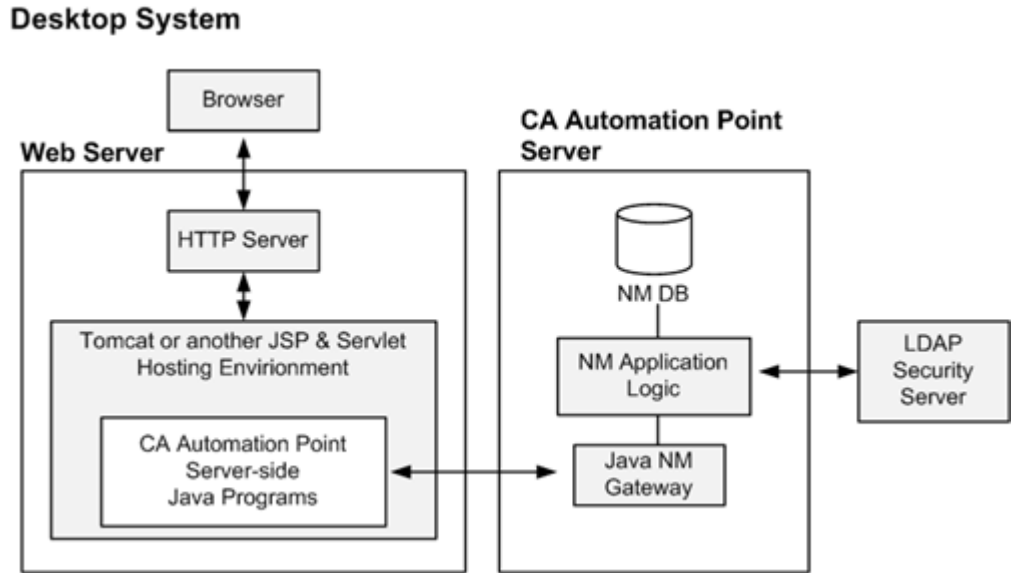 Desktop System
Browser
Web Server
CA Automation Point
Server
HTTP Server
NM DB
Tomcat or another JSP & Servlet
Hosting Envirionment
NM Application
Logic
LDAP
Security
Server
CA Automation Point
Server-side
Java Programs
Java NM
Gateway